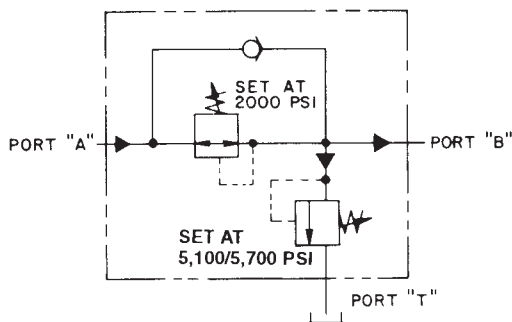 SET AT
2000 PSI
PORT "A"
PORT "B"
SET AT
5,100/5,700 PSI
PORT "T"